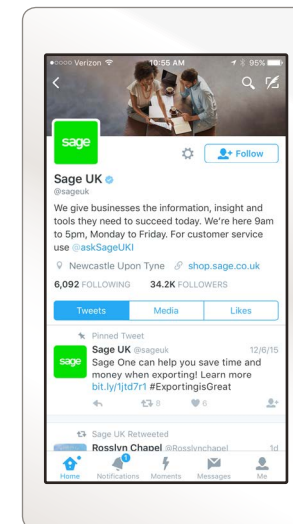 Verizon 10:55 AM 95%
sage
Follow
Sage UK
@sageuk
We give businesses the information, insight and
tools they need to succeed today. We're here 9am
to 5pm, Monday to Friday. For customer service
use @askSageUKI
Newcastle Upon Tyne shop.sage.co.uk
6,092 FOLLOWING 34.2K FOLLOWERS
Tweets Media Likes
Pinned Tweet
Sage UK @sageuk 12/6/15
sage
Sage One can help you save time and
money when exporting! Learn more
bit.ly/1jtd7r1 #ExportingisGreat
8 6
Sage UK Retweeted
Rosslyn Chapel @Rosslynchapel 1d
Home Notifications Moments Messages Me